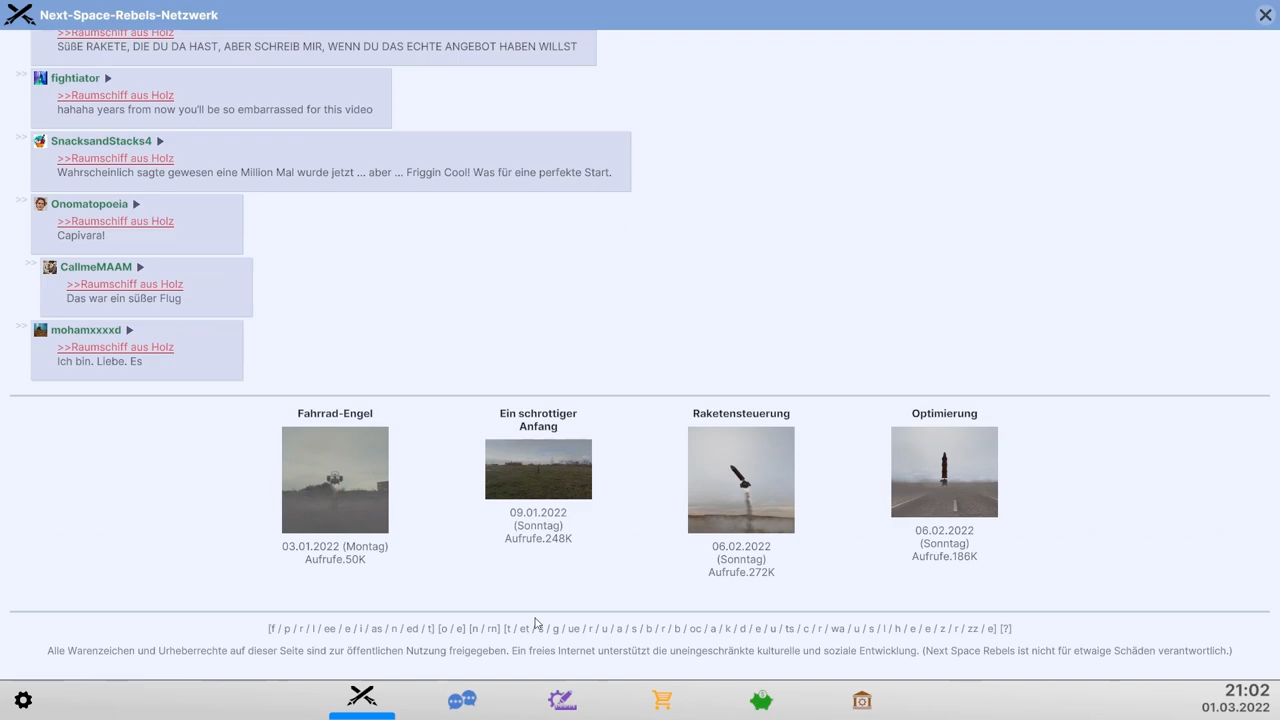 Next-Space-Rebels-Netzwerk
>>Raumschiff aus Holz
SüßE RAKETE, DIE DU DA HAST, ABER SCHREIB MIR, WENN DU DAS ECHTE ANGEBOT HABEN WILLST
>> fightiator
>>Raumschiff aus Holz
hahaha years from now you'll be so embarrassed for this video
>> SnacksandStacks4
>>Raumschiff aus Holz
Wahrscheinlich sagte gewesen eine Million Mal wurde jetzt ... aber ... Friggin Cool! Was für eine perfekte Start.
>> Onomatopoeia
>>Raumschiff aus Holz
Capivara!
>> CallmeMAAM
>>Raumschiff aus Holz
Das war ein süßer Flug
>> mohamxxxxd
>>Raumschiff aus Holz
Ich bin. Liebe. Es
Fahrrad-Engel
03.01.2022 (Montag)
Aufrufe.50K
Ein schrottiger
Anfang
09.01.2022
(Sonntag)
Aufrufe.248K
Raketensteuerung
06.02.2022
(Sonntag)
Aufrufe.272K
Optimierung
06.02.2022
(Sonntag)
Aufrufe.186K
[f / p / r / l / ee / e / i / as / n / ed / t] [o / e] [n / rn] [t / et / s / g / ue / r / u / a / s / b / r / b / oc / a / k / d / e / u / ts / c / r / wa / u / s / l / h / e / e / z / r / zz / e] [?]
Alle Warenzeichen und Urheberrechte auf dieser Seite sind zur öffentlichen Nutzung freigegeben. Ein freies Internet unterstützt die uneingeschränkte kulturelle und soziale Entwicklung. (Next Space Rebels ist nicht für etwaige Schäden verantwortlich.)
21:02
01.03.2022